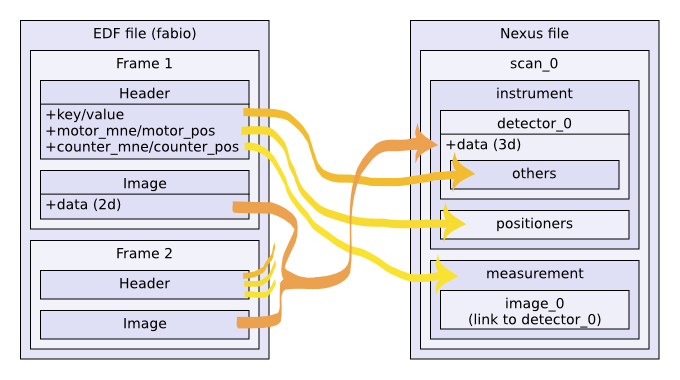 EDF file (fabio)
Frame 1
Header
+key/value
+motor_mne/motor_pos
+counter_mne/counter_pos
Image
+data (2d)
Frame 2
Header
Image
Nexus file
scan_0
instrument
detector_0
+data (3d)
others
positioners
measurement
image_0
(link to detector_0)